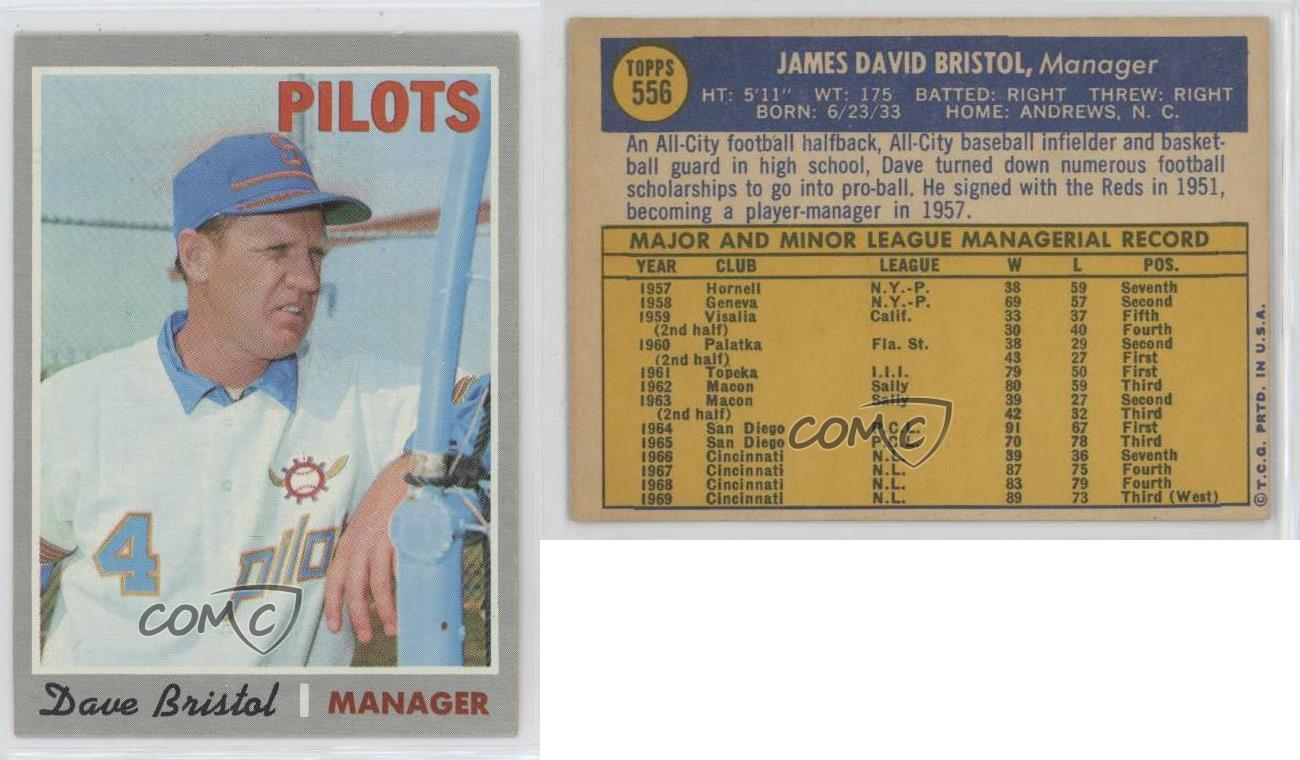 PILOTS
S
4
pilo
COMC
Dave Bristol MANAGER
TOPPS
556
JAMES DAVID BRISTOL, Manager
HT: 5'11" WT: 175 BATTED: RIGHT THREW: RIGHT
BORN: 6/23/33 HOME: ANDREWS, N. C.
An All-City football halfback, All-City baseball infielder and basket-
ball guard in high school, Dave turned down numerous football
scholarships to go into pro-ball. He signed with the Reds in 1951,
becoming a player-manager in 1957.
MAJOR AND MINOR LEAGUE MANAGERIAL RECORD
YEAR CLUB LEAGUE W L POS.
1957 Hornell N.Y.-P. 38 59 Seventh
1958 Geneva N.Y.-P. 69 57 Second
1959 Visalia Calif. 33 37 Fifth
(2nd half) 30 40 Fourth
1960 Palatka Fla. St. 38 29 Second
(2nd half) 43 27 First
1961 Topeka I.I.I. 79 50 First
1962 Macon Sally 80 59 Third
1963 Macon Sally 39 27 Second
(2nd half) 42 32 Third
1964 San Diego P.C.L. 91 67 First
1965 San Diego P.C.L. 70 78 Third
1966 Cincinnati N.L. 39 36 Seventh
1967 Cincinnati N.L. 87 75 Fourth
1968 Cincinnati N.L. 83 79 Fourth
1969 Cincinnati N.L. 89 73 Third (West)
COMC
©T.C.G. PRTD. IN U.S.A.